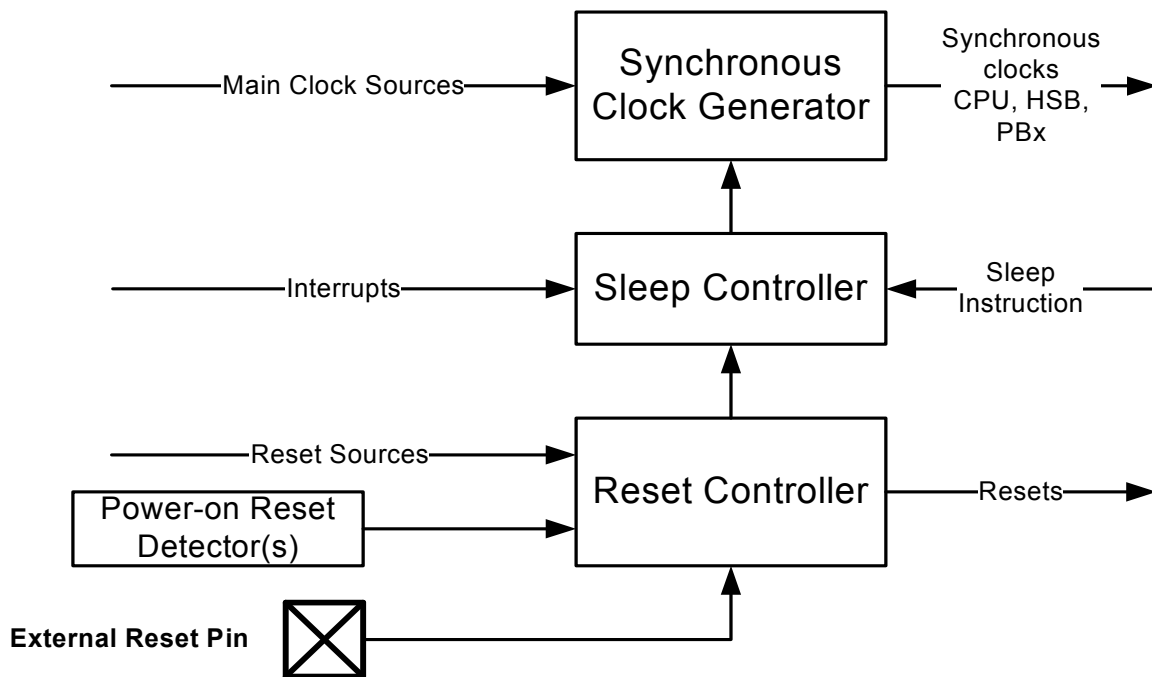 Main Clock Sources
Synchronous
Clock Generator
Synchronous
clocks
CPU, HSB,
PBx
Interrupts
Sleep Controller
Sleep
Instruction
Reset Sources
Power-on Reset
Detector(s)
Reset Controller
Resets
External Reset Pin